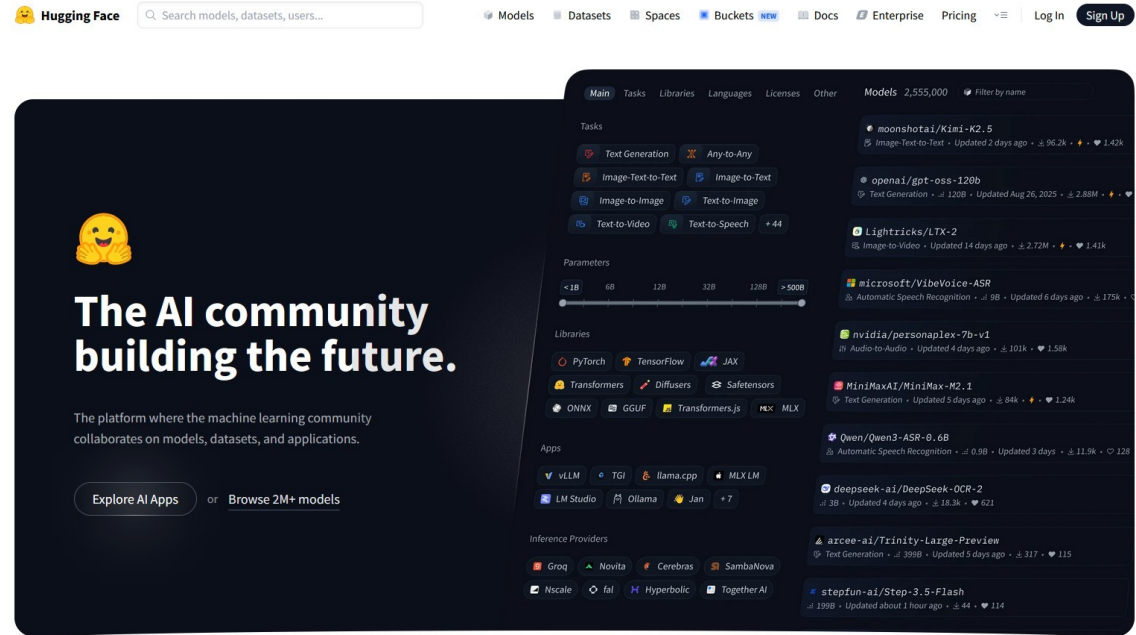 Hugging Face
Search models, datasets, users...
Models
Datasets
Spaces
Buckets NEW
Docs
Enterprise
Pricing
Log In
Sign Up
The AI community
building the future.
The platform where the machine learning community
collaborates on models, datasets, and applications.
Explore AI Apps or Browse 2M+ models
Main Tasks Libraries Languages Licenses Other
Tasks
Text Generation Any-to-Any
Image-Text-to-Text Image-to-Text
Image-to-Image Text-to-Image
Text-to-Video Text-to-Speech + 44
Parameters
< 1B 6B 12B 32B 128B > 500B
Libraries
PyTorch TensorFlow JAX
Transformers Diffusers Safetensors
ONNX GGUF Transformers.js MLX MLX
Apps
vLLM TGI llama.cpp MLX LM
LM Studio Ollama Jan + 7
Inference Providers
Groq Novita Cerebras SambaNova
Nscale fal Hyperbolic Together AI
Models 2,555,000 Filter by name
moonshotai/Kimi-K2.5
Image-Text-to-Text • Updated 2 days ago • 96.2k • 1.42k
openai/gpt-oss-120b
Text Generation • 120B • Updated Aug 26, 2025 • 2.88M •
Lightricks/LTX-2
Image-to-Video • Updated 14 days ago • 2.72M • 1.41k
microsoft/VibeVoice-ASR
Automatic Speech Recognition • 9B • Updated 6 days ago • 175k •
nvidia/personaplex-7b-v1
Audio-to-Audio • Updated 4 days ago • 101k • 1.58k
MiniMaxAI/MiniMax-M2.1
Text Generation • Updated 5 days ago • 84k • 1.24k
Qwen/Qwen3-ASR-0.6B
Automatic Speech Recognition • 0.9B • Updated 3 days • 11.9k • 128
deepseek-ai/DeepSeek-OCR-2
3B • Updated 4 days ago • 18.3k • 621
arcee-ai/Trinity-Large-Preview
Text Generation • 399B • Updated 5 days ago • 317 • 115
stepfun-ai/Step-3.5-Flash
199B • Updated about 1 hour ago • 44 • 114